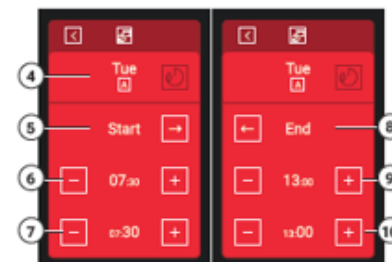 Tue
A
4
5 Start →
6 − 07:30 +
7 − 07:30 +
Tue
A
← End 8
− 13:00 + 9
− 13:00 + 10